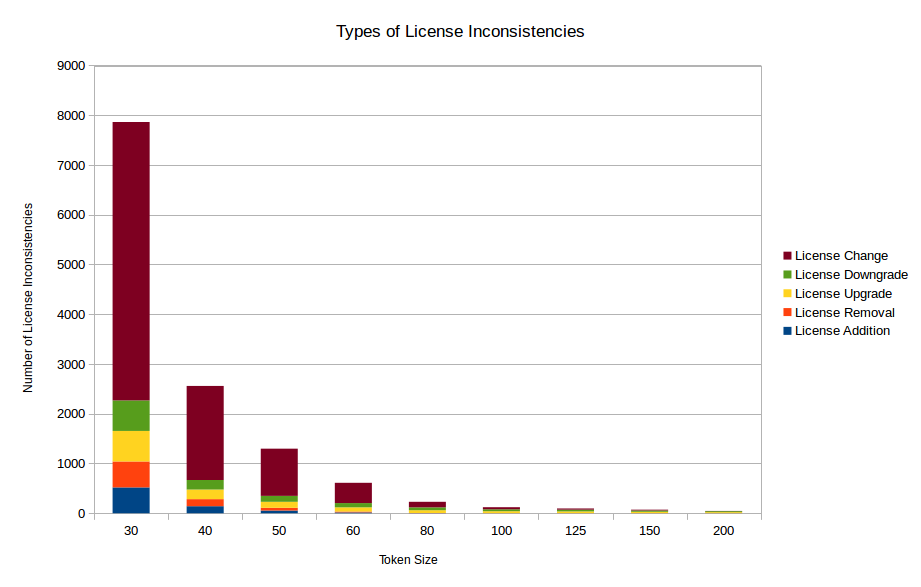 Types of License Inconsistencies
9000
8000
7000
6000
5000
4000
3000
2000
1000
0
Number of License Inconsistencies
30 40 50 60 80 100 125 150 200
Token Size
License Change
License Downgrade
License Upgrade
License Removal
License Addition